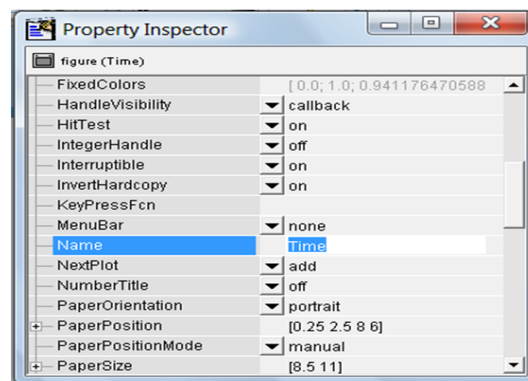 Property Inspector
figure (Time)
FixedColors [ 0.0; 1.0; 0.941176470588
HandleVisibility callback
HitTest on
IntegerHandle off
Interruptible on
InvertHardcopy on
KeyPressFcn
MenuBar none
Name Time
NextPlot add
NumberTitle off
PaperOrientation portrait
PaperPosition [0.25 2.5 8 6]
PaperPositionMode manual
PaperSize [8.5 11]